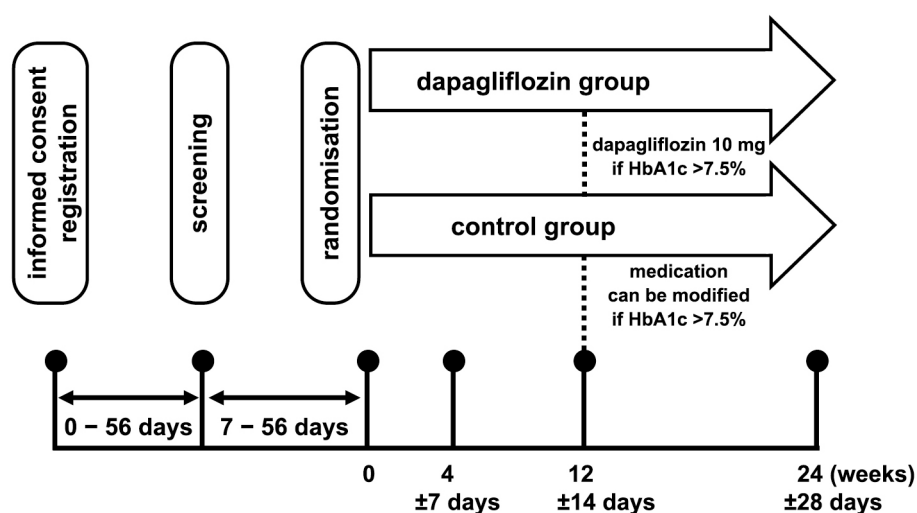 informed consent
registration
screening
randomisation
dapagliflozin group
dapagliflozin 10 mg
if HbA1c >7.5%
control group
medication
can be modified
if HbA1c >7.5%
0 − 56 days
7 − 56 days
0
4
12
24 (weeks)
±7 days
±14 days
±28 days